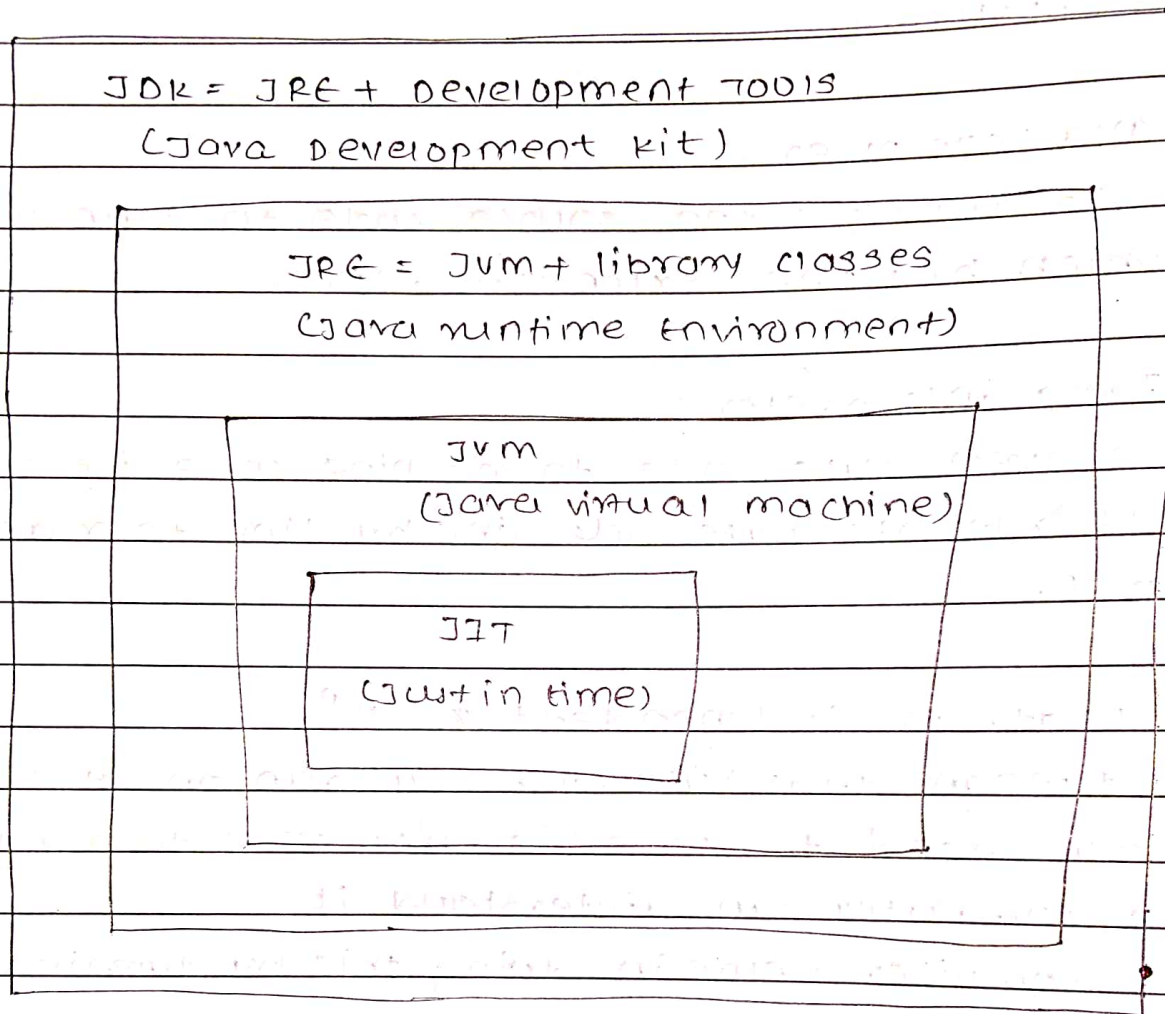 JDK = JRE + Development Tools
(Java Development kit)
JRE = JVM + library classes
(Java runtime Environment)
JVM
(Java virtual machine)
JIT
(Just in time)